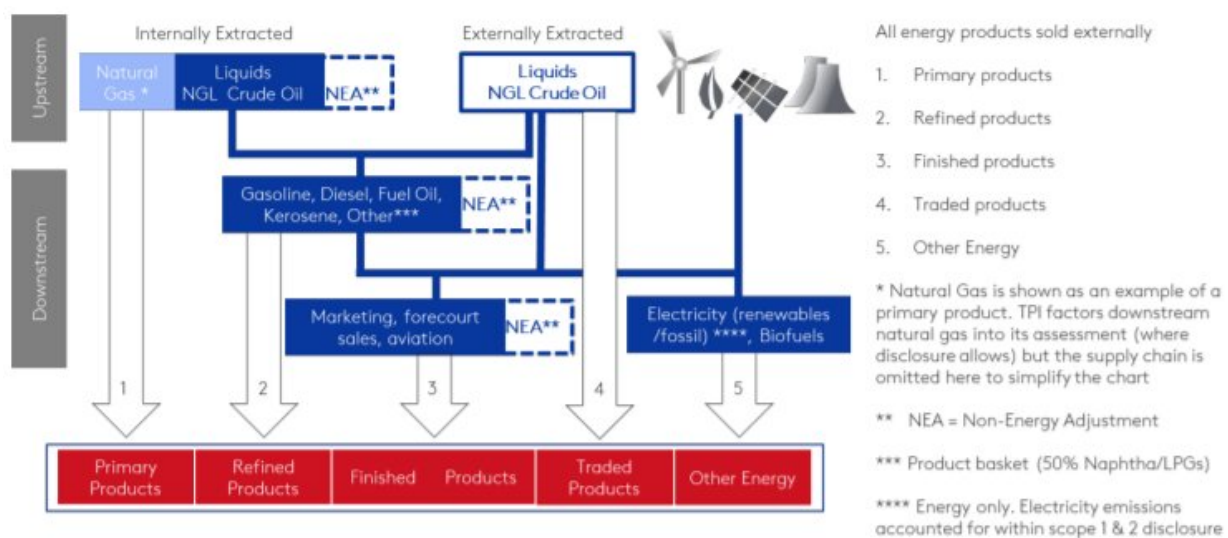 Upstream
Internally Extracted
Externally Extracted
Natural
Gas *
Liquids
NGL Crude Oil
NEA**
Liquids
NGL Crude Oil
Downstream
Gasoline, Diesel, Fuel Oil,
Kerosene, Other***
NEA**
Marketing, forecourt
sales, aviation
NEA**
Electricity (renewables
/fossil) ****, Biofuels
1
2
3
4
5
Primary
Products
Refined
Products
Finished Products
Traded
Products
Other Energy
All energy products sold externally
1. Primary products
2. Refined products
3. Finished products
4. Traded products
5. Other Energy
* Natural Gas is shown as an example of a
primary product. TPI factors downstream
natural gas into its assessment (where
disclosure allows) but the supply chain is
omitted here to simplify the chart
** NEA = Non-Energy Adjustment
*** Product basket (50% Naphtha/LPGs)
**** Energy only. Electricity emissions
accounted for within scope 1 & 2 disclosure